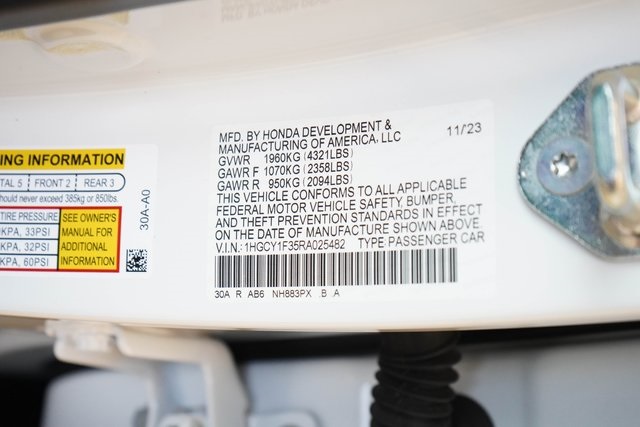 NG INFORMATION
TAL 5 FRONT 2 REAR 3
hould never exceed 385kg or 850lbs.
TIRE PRESSURE
KPA, 33PSI
KPA, 32PSI
KPA, 60PSI
SEE OWNER'S
MANUAL FOR
ADDITIONAL
INFORMATION
30A-A0
MFD. BY HONDA DEVELOPMENT & 11/23
MANUFACTURING OF AMERICA, LLC
GVWR 1960KG (4321LBS)
GAWR F 1070KG (2358LBS)
GAWR R 950KG (2094LBS)
THIS VEHICLE CONFORMS TO ALL APPLICABLE
FEDERAL MOTOR VEHICLE SAFETY, BUMPER,
AND THEFT PREVENTION STANDARDS IN EFFECT
ON THE DATE OF MANUFACTURE SHOWN ABOVE.
V.I.N.: 1HGCY1F35RA025482 TYPE: PASSENGER CAR
30A R AB6 NH883PX .B .A